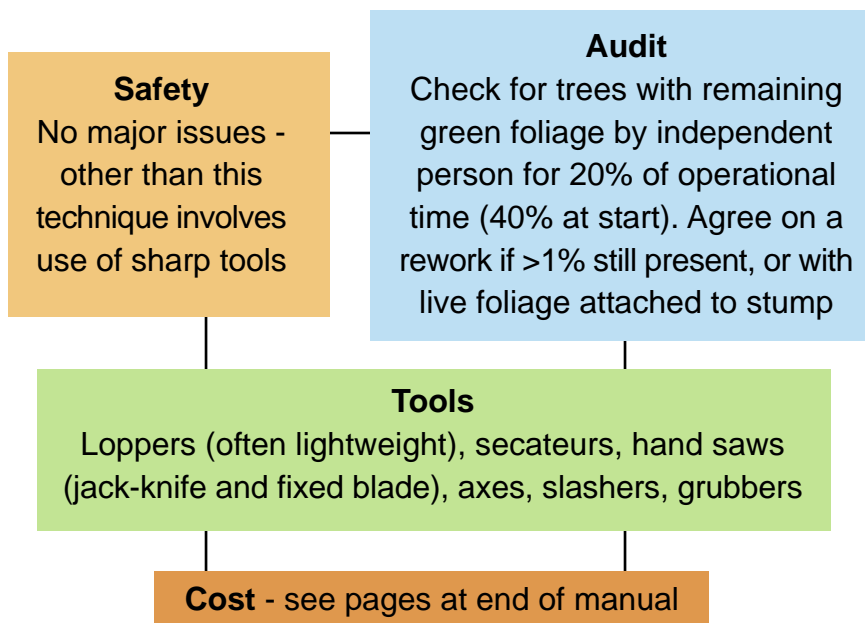 Safety
No major issues -
other than this
technique involves
use of sharp tools
Audit
Check for trees with remaining
green foliage by independent
person for 20% of operational
time (40% at start). Agree on a
rework if >1% still present, or with
live foliage attached to stump
Tools
Loppers (often lightweight), secateurs, hand saws
(jack-knife and fixed blade), axes, slashers, grubbers
Cost - see pages at end of manual